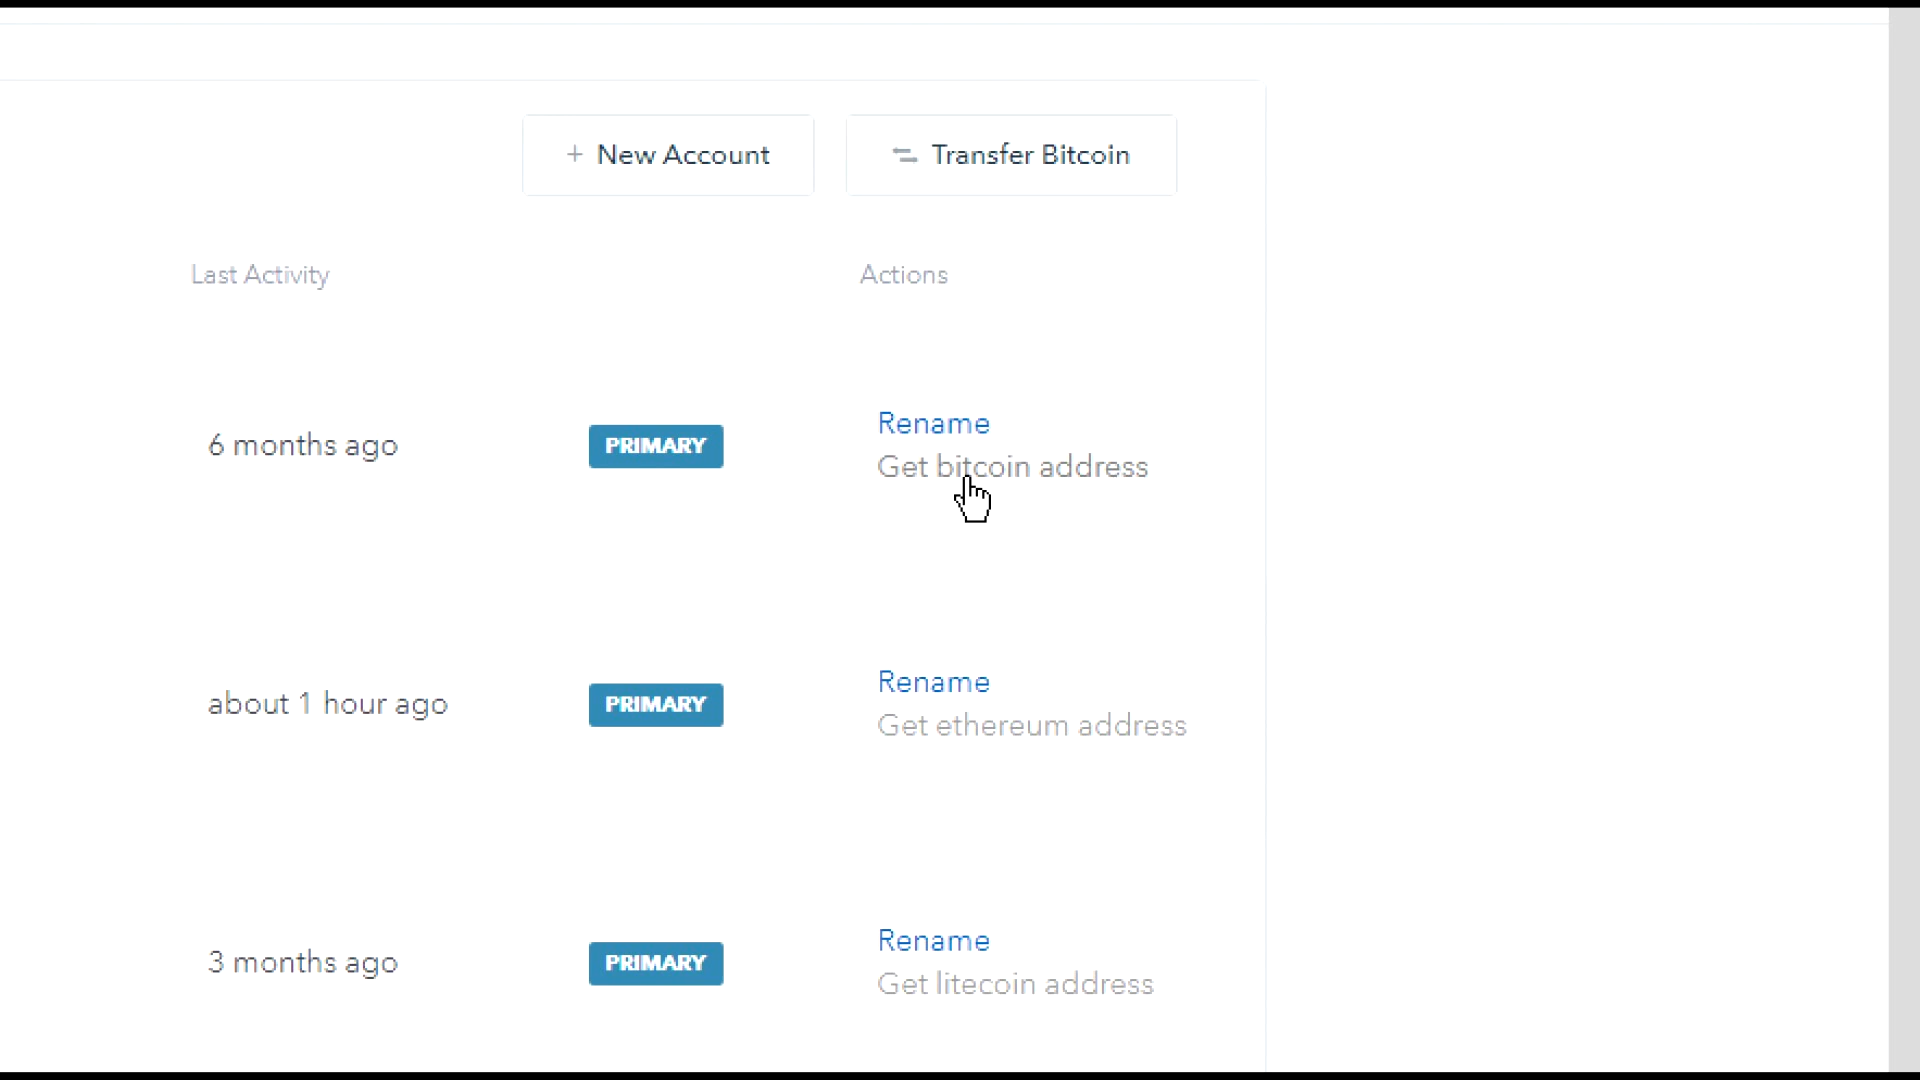 + New Account
Transfer Bitcoin
Last Activity
Actions
6 months ago
PRIMARY
Rename
Get bitcoin address
about 1 hour ago
PRIMARY
Rename
Get ethereum address
3 months ago
PRIMARY
Rename
Get litecoin address